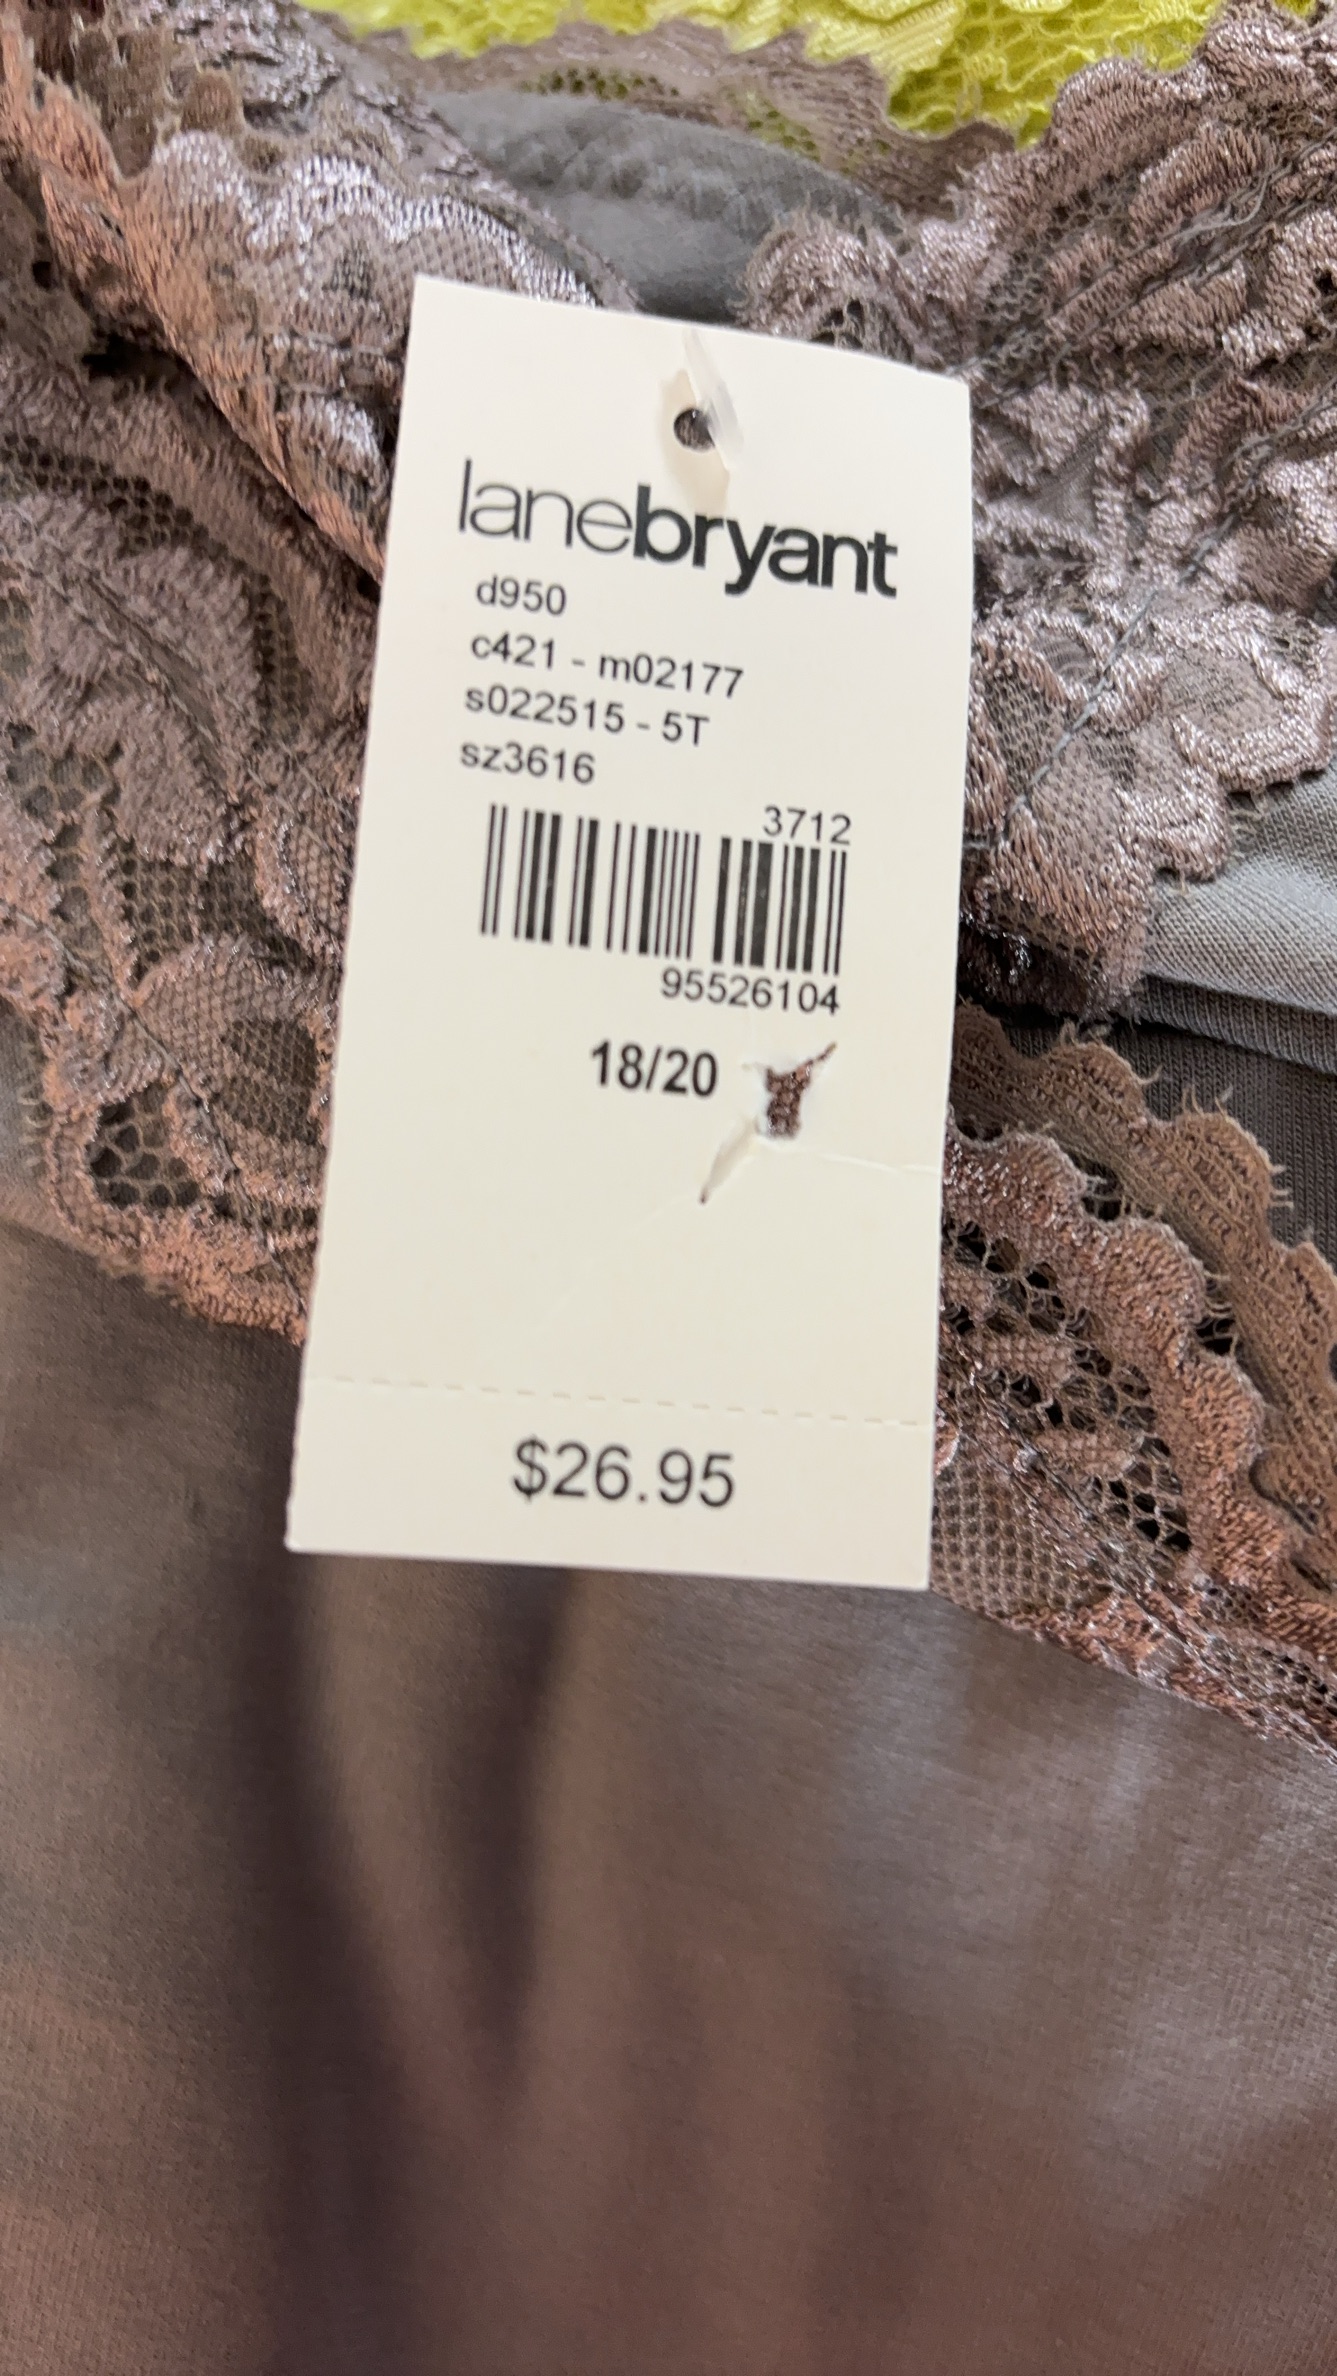 lanebryant
d950
c421 - m02177
s022515 - 5T
sz3616
3712
95526104
18/20
$26.95